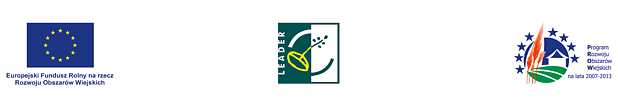 Europejski Fundusz Rolny na rzecz
Rozwoju Obszarów Wiejskich
LEADER
Program
Rozwoju
Obszarów
Wiejskich
na lata 2007-2013